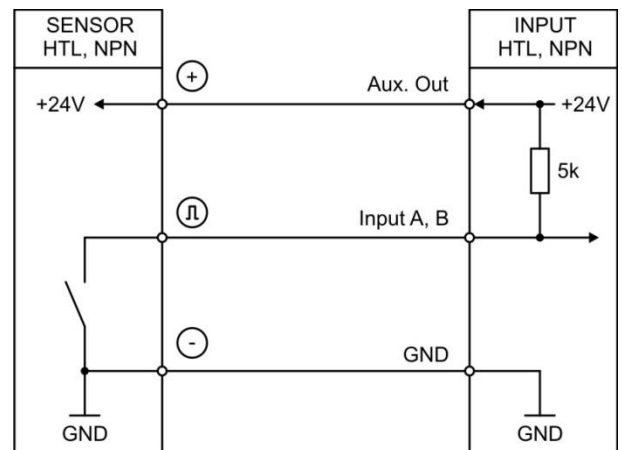 SENSOR
HTL, NPN
INPUT
HTL, NPN
+
Aux. Out
+24V
+24V
5k
Input A, B
-
GND
GND
GND